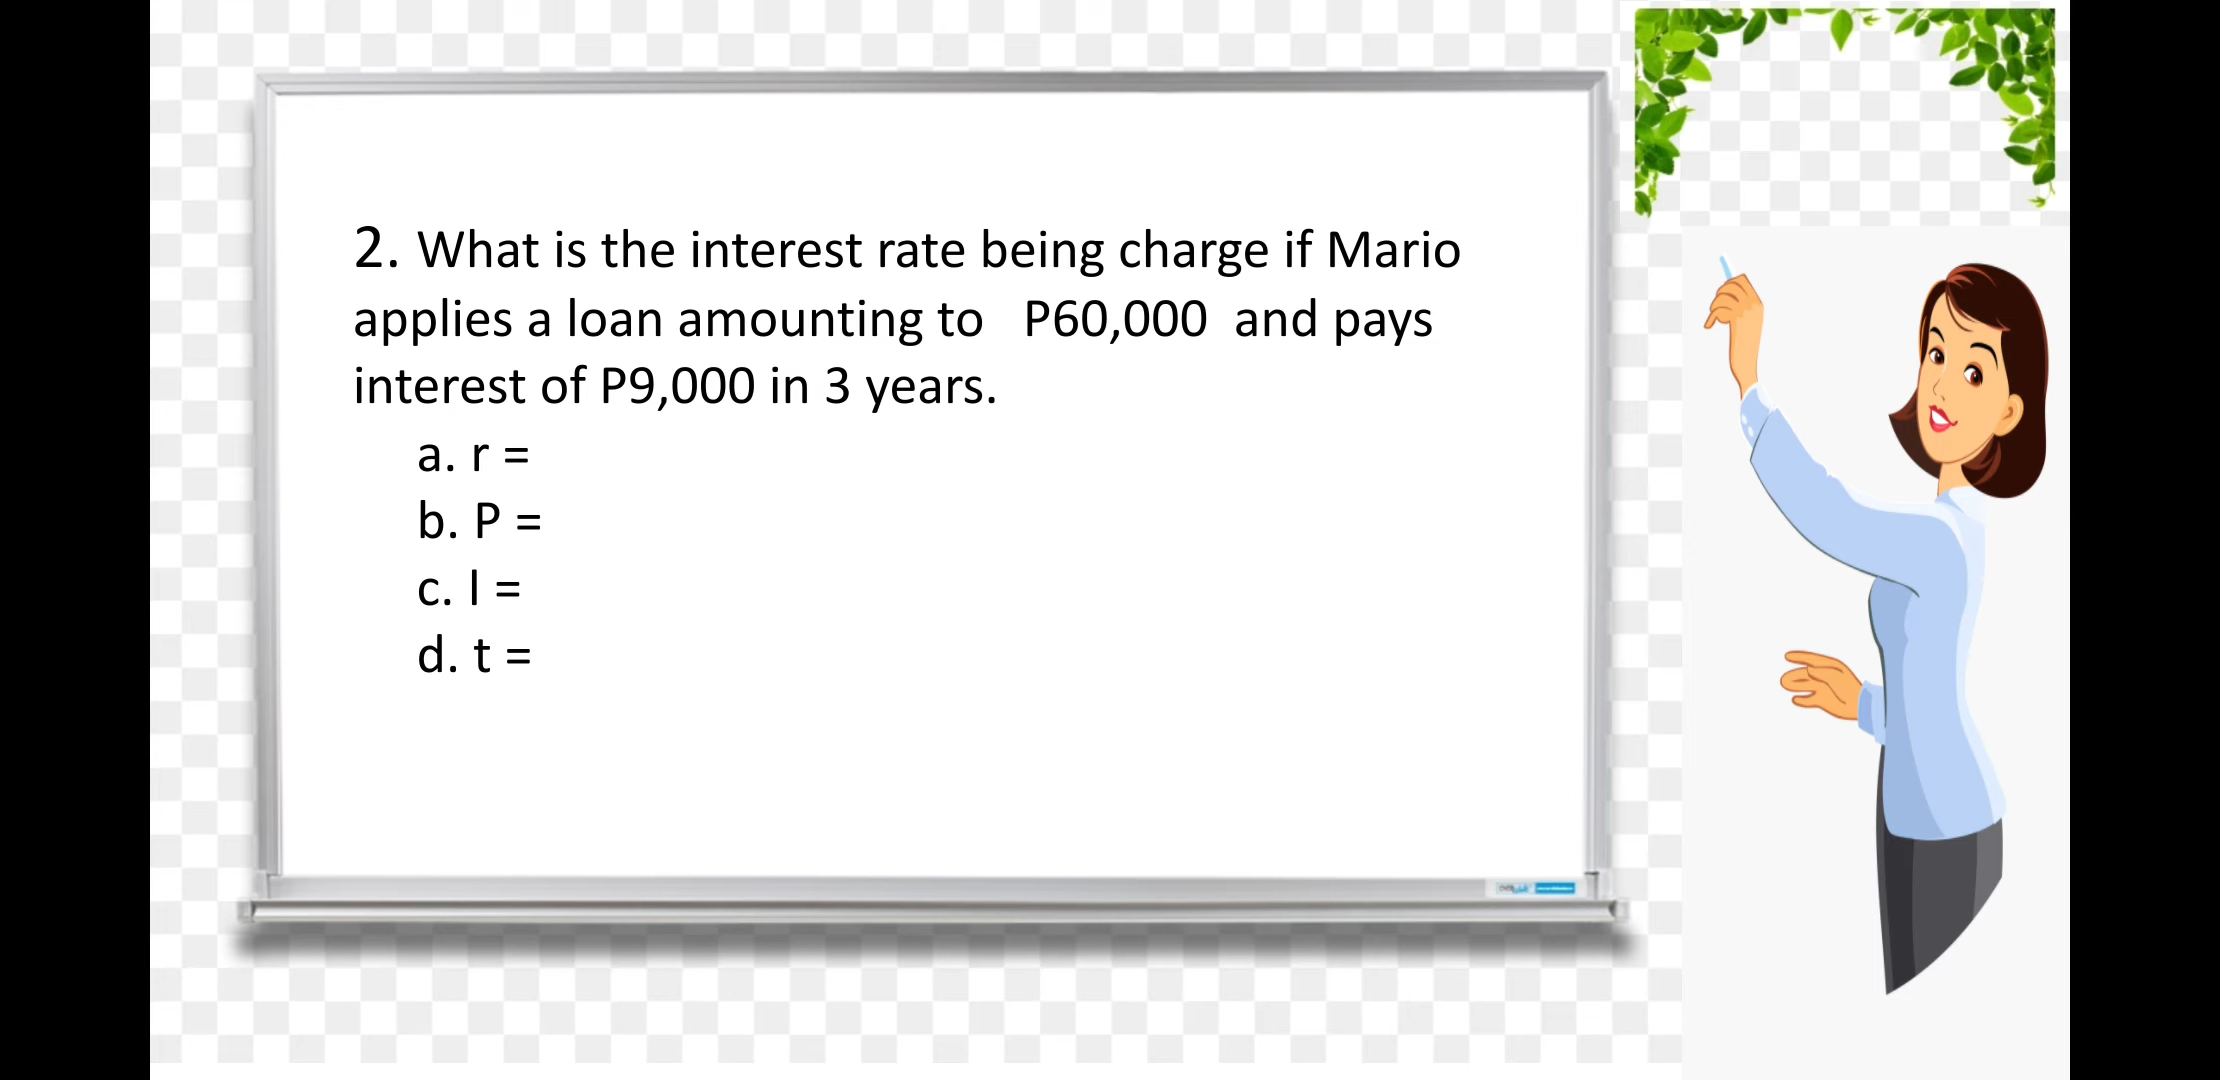 2. What is the interest rate being charge if Mario
applies a loan amounting to P60,000 and pays
interest of P9,000 in 3 years.
a. r =
b. P =
c. I =
d. t =